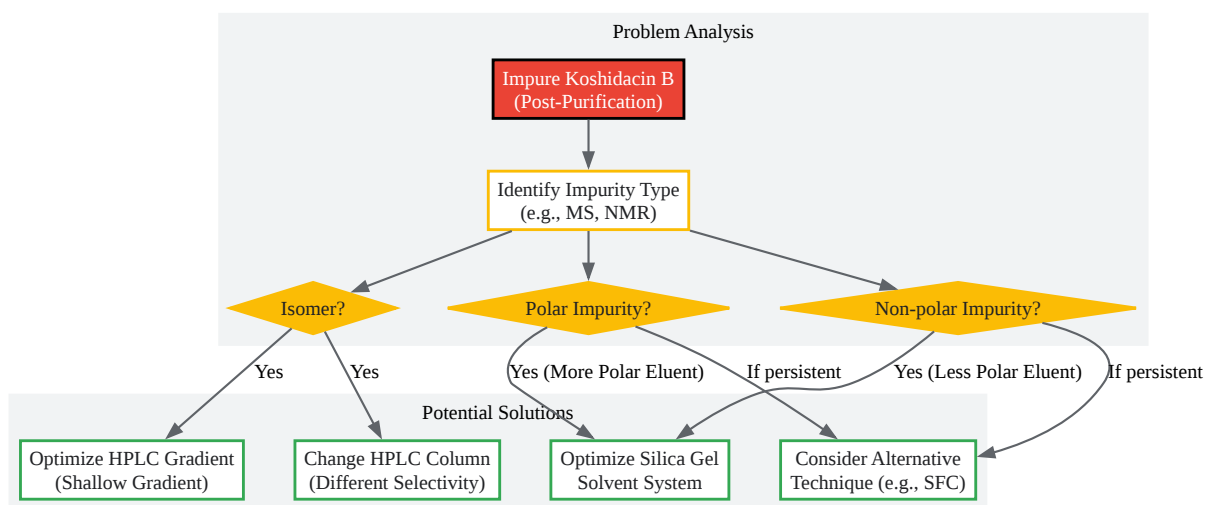 Problem Analysis
Impure Koshidacin B
(Post-Purification)
Identify Impurity Type
(e.g., MS, NMR)
Isomer?
Polar Impurity?
Non-polar Impurity?
Yes
Yes
Yes (More Polar Eluent)
If persistent
Yes (Less Polar Eluent)
If persistent
Potential Solutions
Optimize HPLC Gradient
(Shallow Gradient)
Change HPLC Column
(Different Selectivity)
Optimize Silica Gel
Solvent System
Consider Alternative
Technique (e.g., SFC)